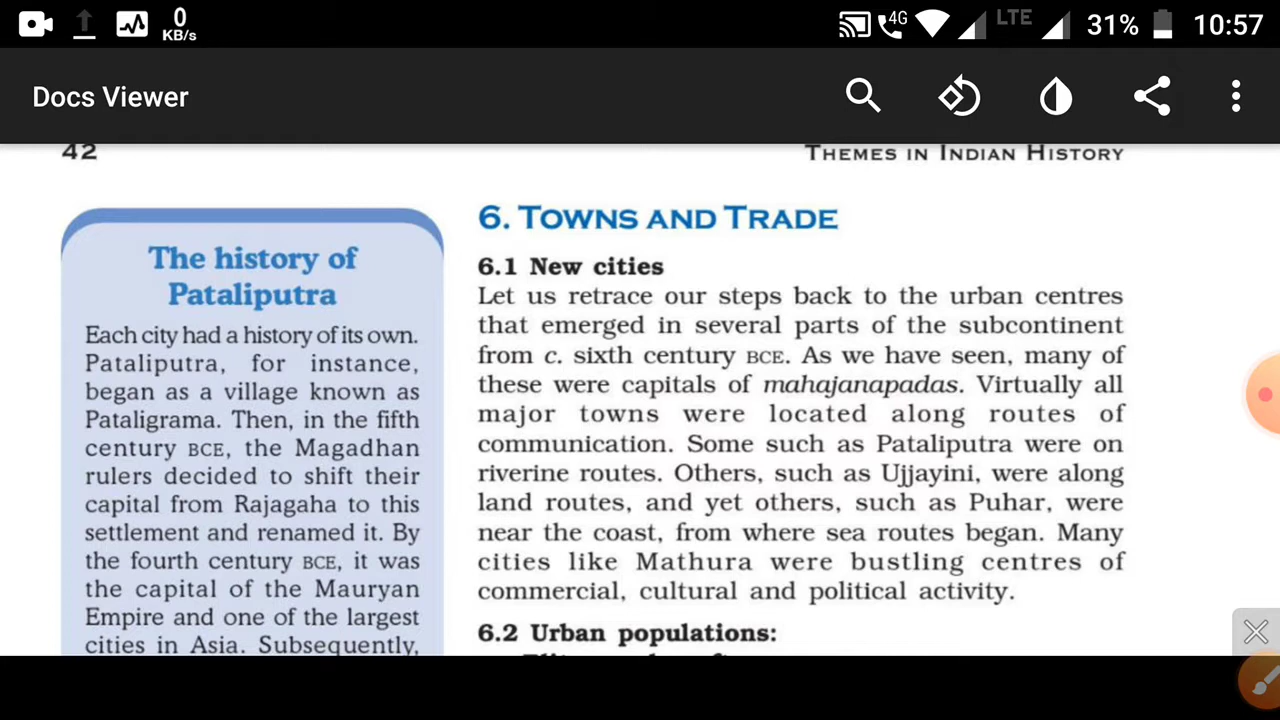 0
KB/s
4G
LTE
31%
10:57
Docs Viewer
42
THEMES IN INDIAN HISTORY
The history of
Pataliputra
Each city had a history of its own.
Pataliputra, for instance,
began as a village known as
Pataligrama. Then, in the fifth
century BCE, the Magadhan
rulers decided to shift their
capital from Rajagaha to this
settlement and renamed it. By
the fourth century BCE, it was
the capital of the Mauryan
Empire and one of the largest
cities in Asia. Subsequently,
6. TOWNS AND TRADE
6.1 New cities
Let us retrace our steps back to the urban centres
that emerged in several parts of the subcontinent
from c. sixth century BCE. As we have seen, many of
these were capitals of mahajanapadas. Virtually all
major towns were located along routes of
communication. Some such as Pataliputra were on
riverine routes. Others, such as Ujjayini, were along
land routes, and yet others, such as Puhar, were
near the coast, from where sea routes began. Many
cities like Mathura were bustling centres of
commercial, cultural and political activity.
6.2 Urban populations: